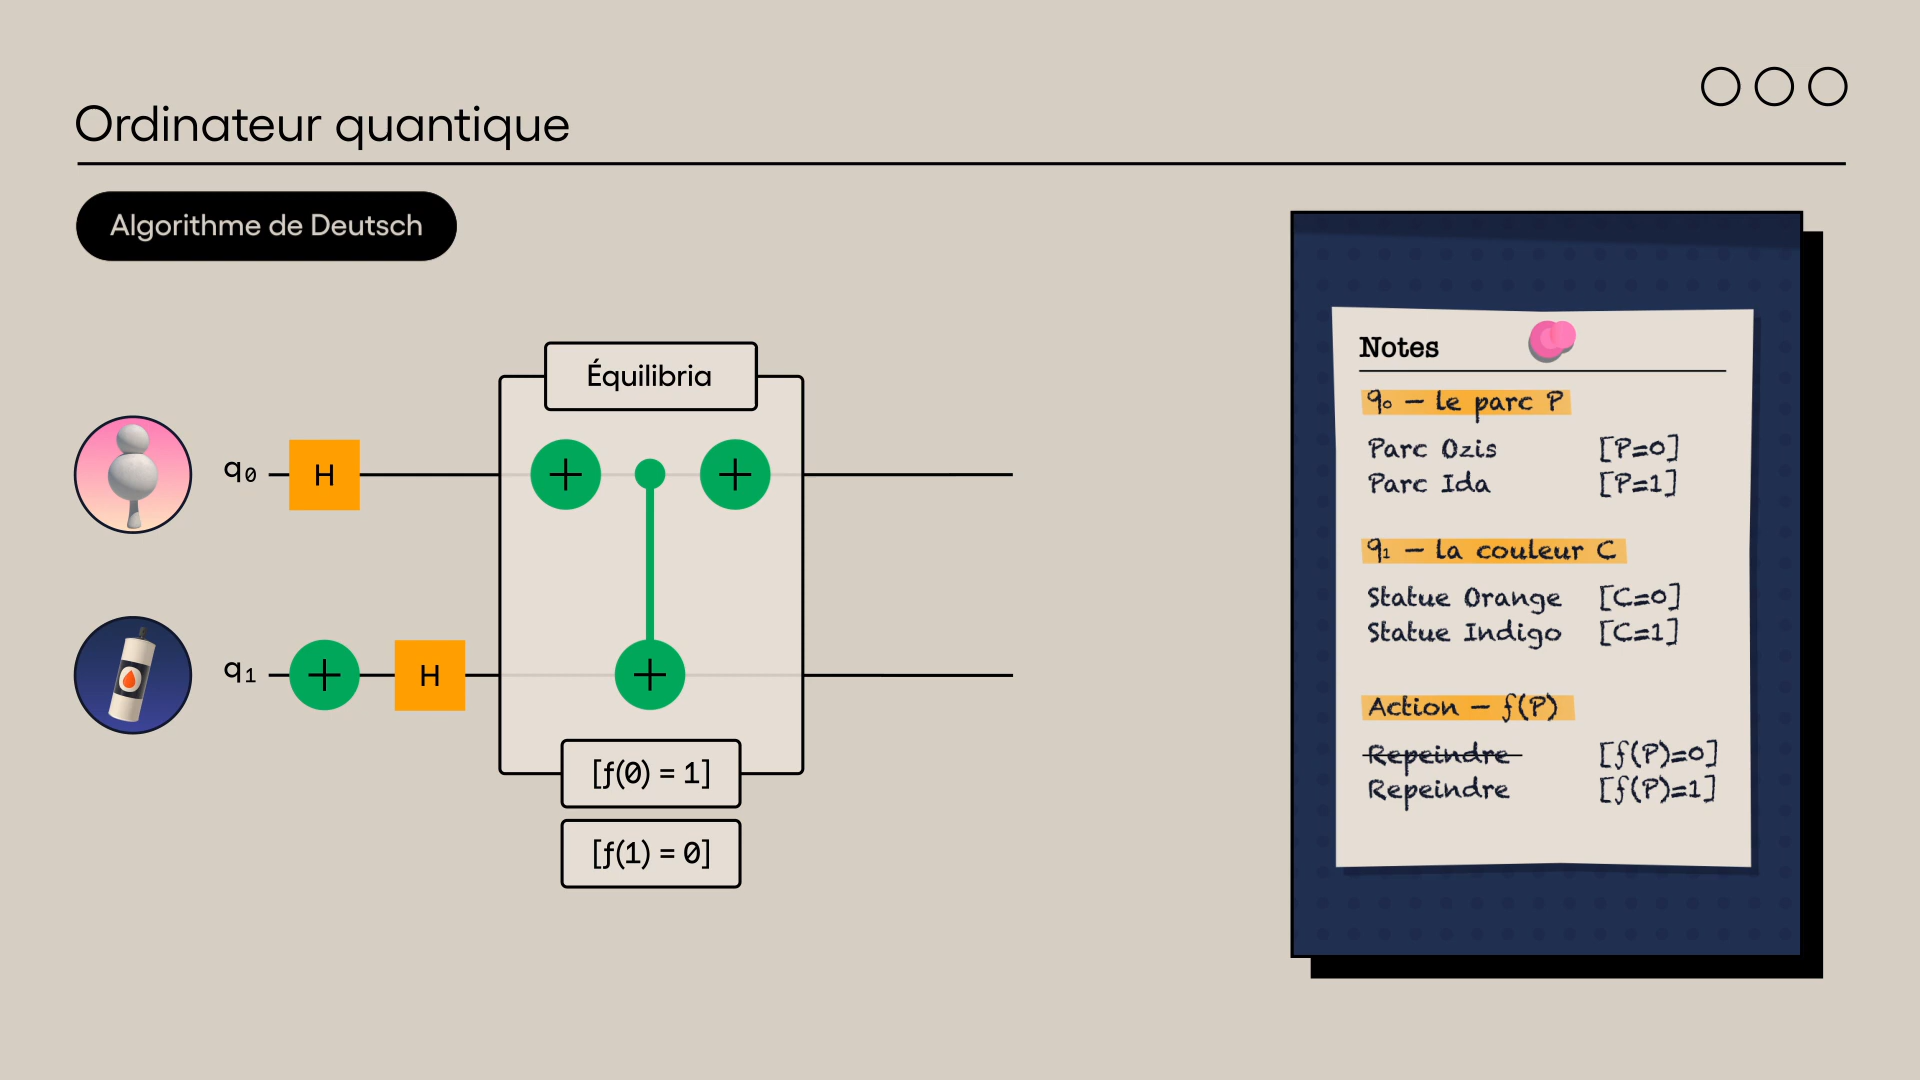 Ordinateur quantique
Algorithme de Deutsch
Équilibria
q₀ H
q₁ H
[ƒ(0) = 1]
[ƒ(1) = 0]
Notes
q₀ – le parc P
Parc Ozis [P=0]
Parc Ida [P=1]
q₁ – la couleur C
Statue Orange [C=0]
Statue Indigo [C=1]
Action – ƒ(P)
Repeindre [ƒ(P)=0]
Repeindre [ƒ(P)=1]